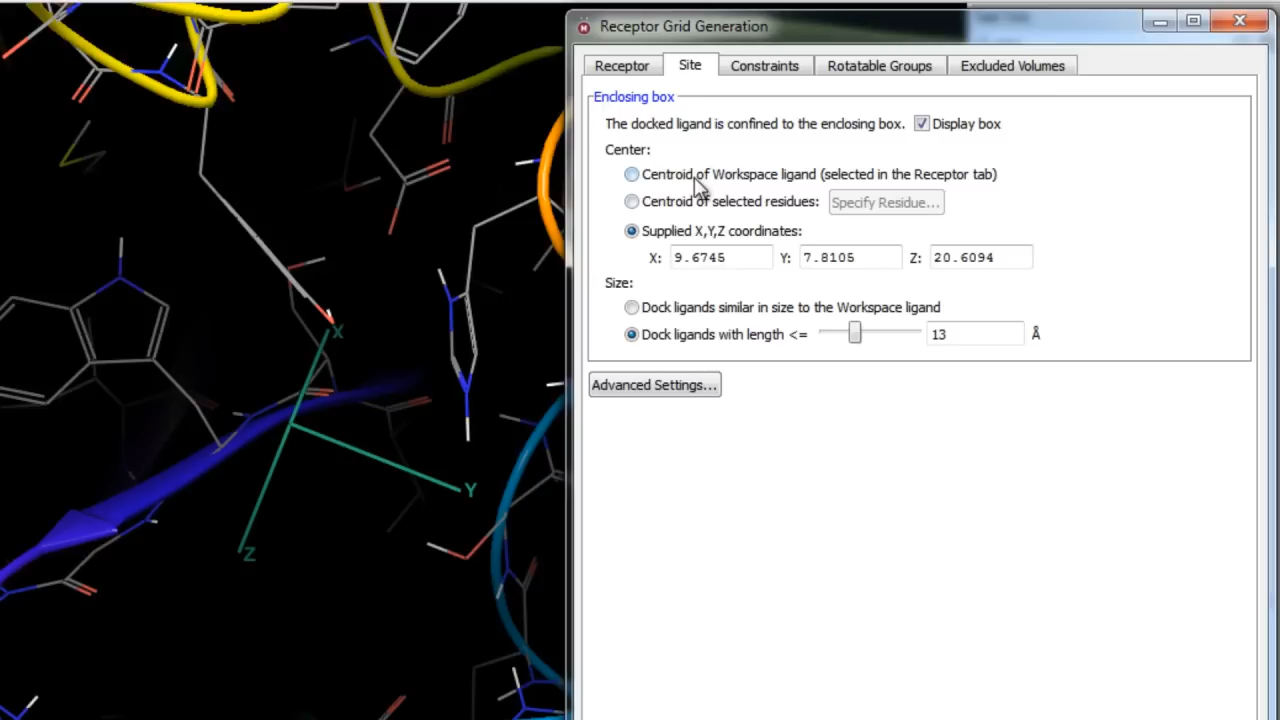 Receptor Grid Generation
Receptor Site Constraints Rotatable Groups Excluded Volumes
Enclosing box
The docked ligand is confined to the enclosing box. Display box
Center:
Centroid of Workspace ligand (selected in the Receptor tab)
Centroid of selected residues: Specify Residue...
Supplied X,Y,Z coordinates:
X: 9.6745 Y: 7.8105 Z: 20.6094
Size:
Dock ligands similar in size to the Workspace ligand
Dock ligands with length <= 13 Å
Advanced Settings...
X
Y
Z